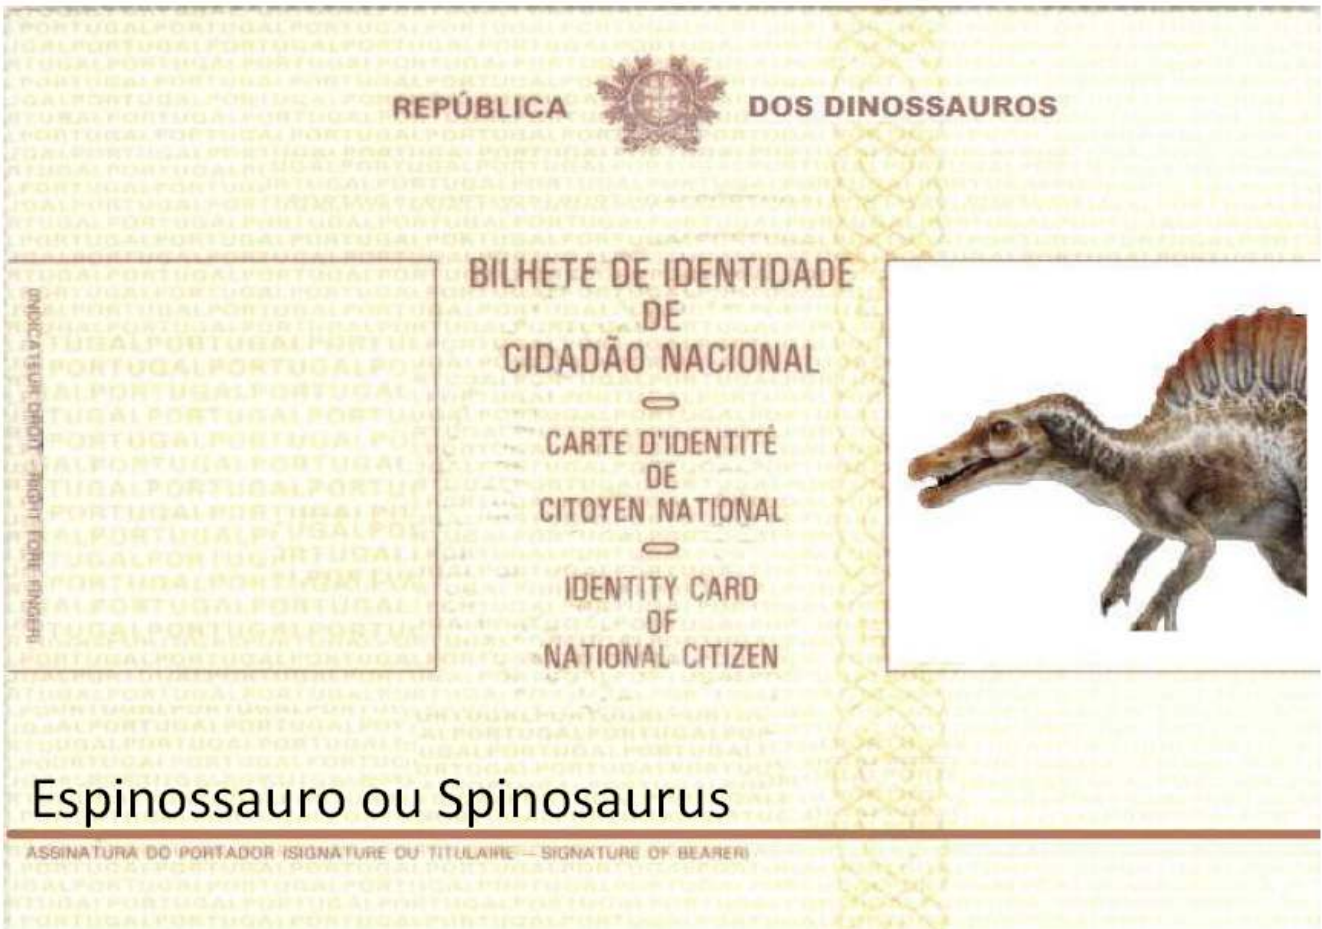 REPÚBLICA DOS DINOSSAUROS
BILHETE DE IDENTIDADE
DE
CIDADÃO NACIONAL
CARTE D'IDENTITÉ
DE
CITOYEN NATIONAL
IDENTITY CARD
OF
NATIONAL CITIZEN
(INDICATEUR DROIT - RIGHT FORE FINGER)
Espinossauro ou Spinosaurus
ASSINATURA DO PORTADOR (SIGNATURE DU TITULAIRE — SIGNATURE OF BEARER)